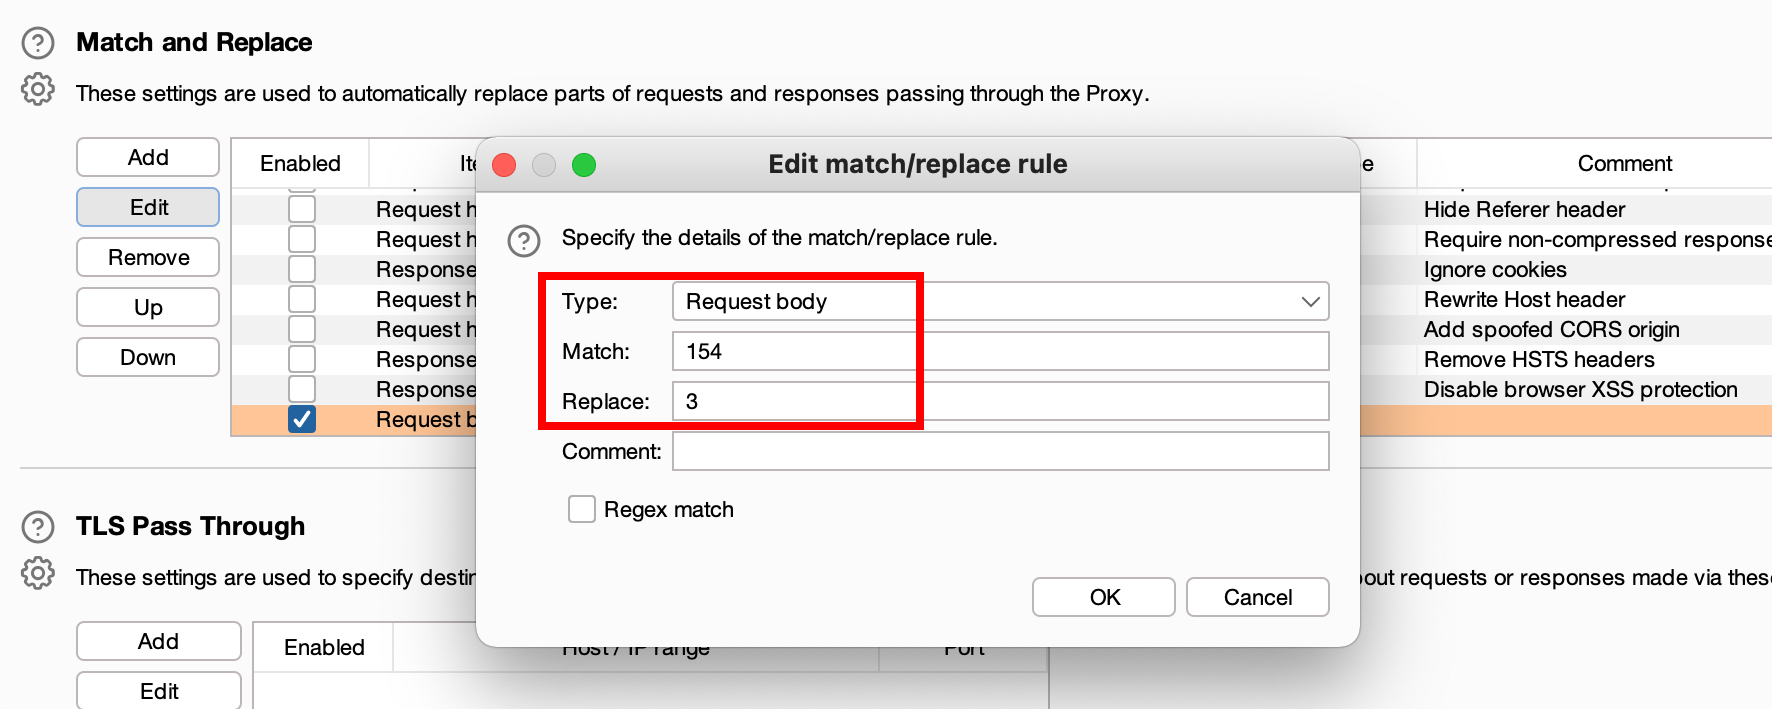 Match and Replace
These settings are used to automatically replace parts of requests and responses passing through the Proxy.
Add
Edit
Remove
Up
Down
Enabled
Comment
Request
Hide Referer header
Request
Require non-compressed response
Response
Ignore cookies
Request
Rewrite Host header
Request
Add spoofed CORS origin
Response
Remove HSTS headers
Response
Disable browser XSS protection
Request
Edit match/replace rule
Specify the details of the match/replace rule.
Type: Request body
Match: 154
Replace: 3
Comment:
Regex match
OK Cancel
TLS Pass Through
These settings are used to specify
requests or responses made via
Add
Edit
Enabled
Host / IP range
Port